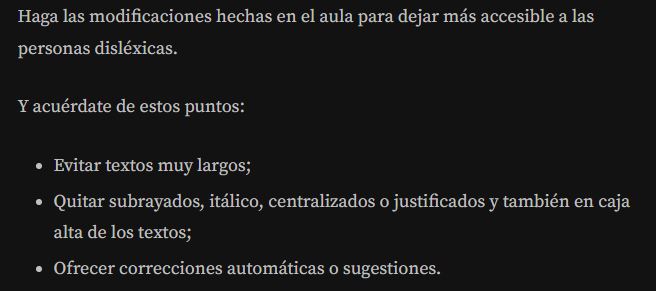 Haga las modificaciones hechas en el aula para dejar más accesible a las
personas disléxicas.
Y acuérdate de estos puntos:
• Evitar textos muy largos;
• Quitar subrayados, itálico, centralizados o justificados y también en caja
alta de los textos;
• Ofrecer correcciones automáticas o sugestiones.